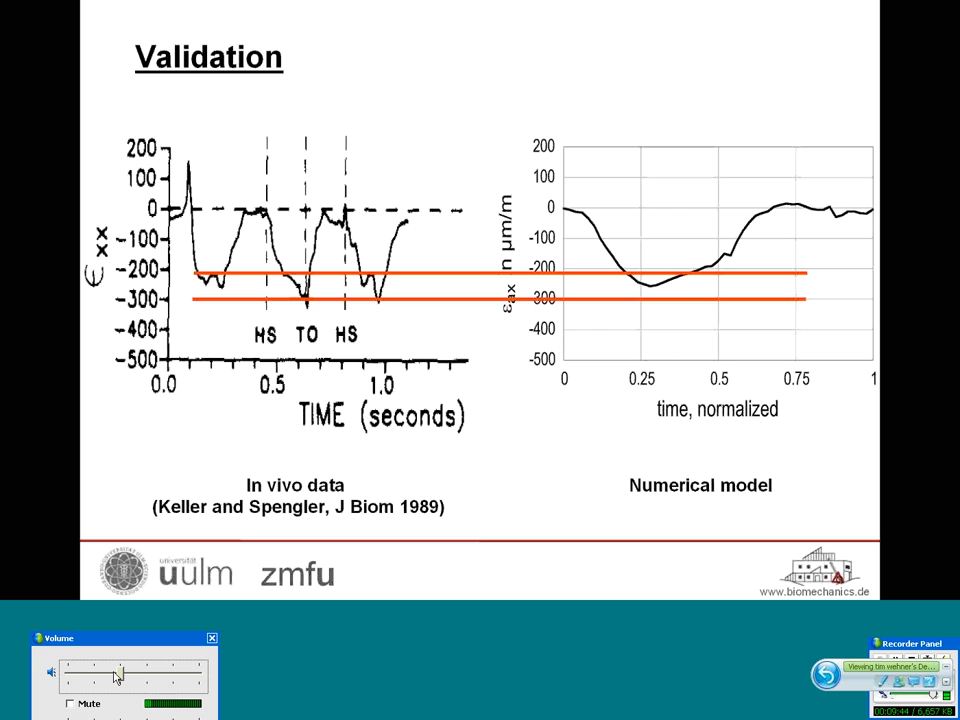 Validation
200
100
0
-100
-200
-300
-400
-500
ϵxx
HS TO HS
0.0 0.5 1.0
TIME (seconds)
200
100
0
-100
-200
-300
-400
-500
εax n µm/m
0 0.25 0.5 0.75 1
time, normalized
In vivo data
(Keller and Spengler, J Biom 1989)
Numerical model
universität
uulm
zmfu
www.biomechanics.de
Volume
Mute
Recorder Panel
Viewing tim wehner's De...
00:09:44 / 6,657 KB